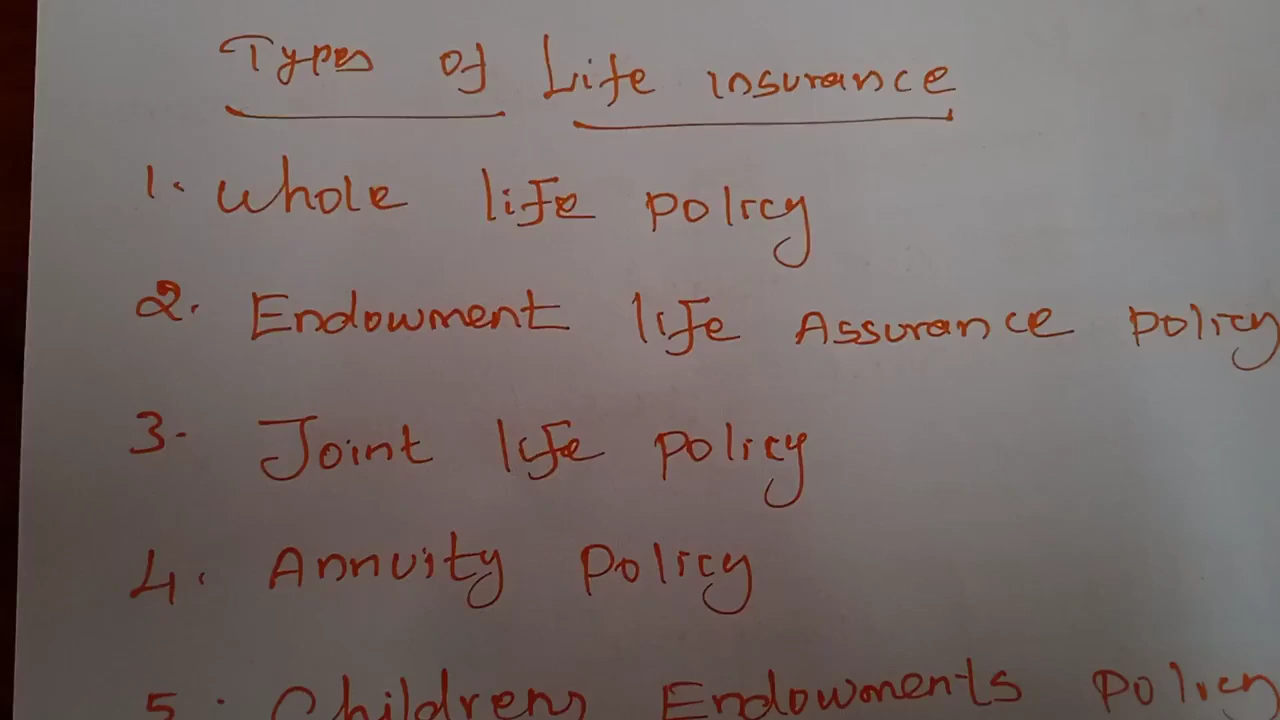 Types of Life insurance
1. Whole life policy
2. Endowment life Assurance policy
3. Joint life policy
4. Annuity policy
5. Childrens Endowments policy